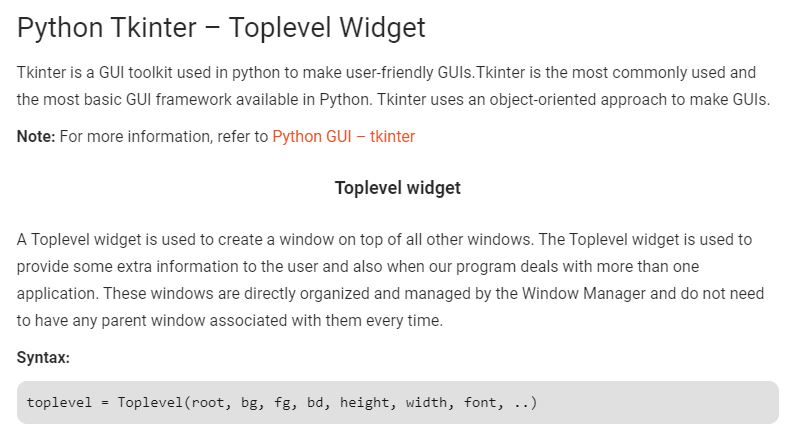 Python Tkinter – Toplevel Widget
Tkinter is a GUI toolkit used in python to make user-friendly GUIs.Tkinter is the most commonly used and
the most basic GUI framework available in Python. Tkinter uses an object-oriented approach to make GUIs.
Note: For more information, refer to Python GUI – tkinter
Toplevel widget
A Toplevel widget is used to create a window on top of all other windows. The Toplevel widget is used to
provide some extra information to the user and also when our program deals with more than one
application. These windows are directly organized and managed by the Window Manager and do not need
to have any parent window associated with them every time.
Syntax:
toplevel = Toplevel(root, bg, fg, bd, height, width, font, ..)